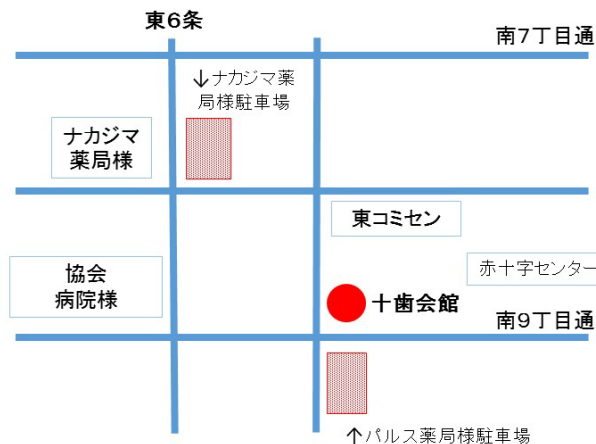 東６条
南７丁目通
↓ナカジマ薬
局様駐車場
ナカジマ
薬局様
東コミセン
赤十字センター
協会
病院様
十歯会館
南９丁目通
↑パルス薬局様駐車場